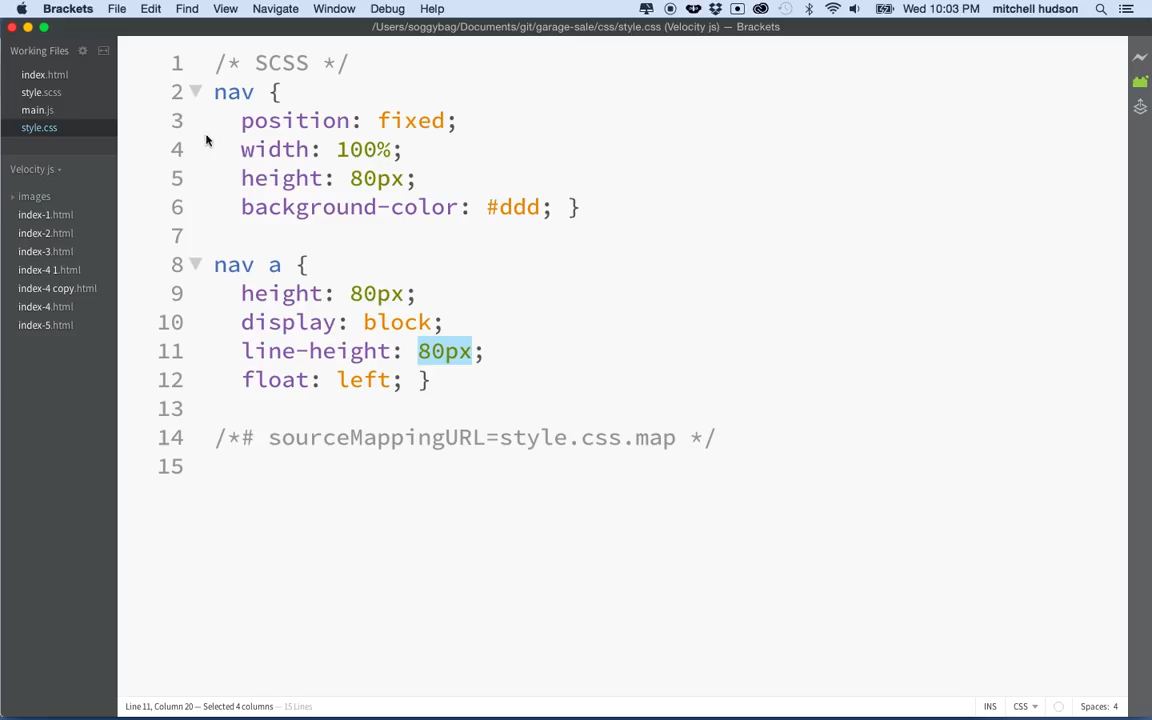 Brackets File Edit Find View Navigate Window Debug Help Wed 10:03 PM mitchell hudson
/Users/soggybag/Documents/git/garage-sale/css/style.css (Velocity js) — Brackets
Working Files
index.html
style.scss
main.js
style.css
Velocity js
images
index-1.html
index-2.html
index-3.html
index-4 1.html
index-4 copy.html
index-4.html
index-5.html
1 /* SCSS */
2 nav {
3 position: fixed;
4 width: 100%;
5 height: 80px;
6 background-color: #ddd; }
7
8 nav a {
9 height: 80px;
10 display: block;
11 line-height: 80px;
12 float: left; }
13
14 /*# sourceMappingURL=style.css.map */
15
Line 11, Column 20 — Selected 4 columns — 15 Lines INS CSS Spaces: 4